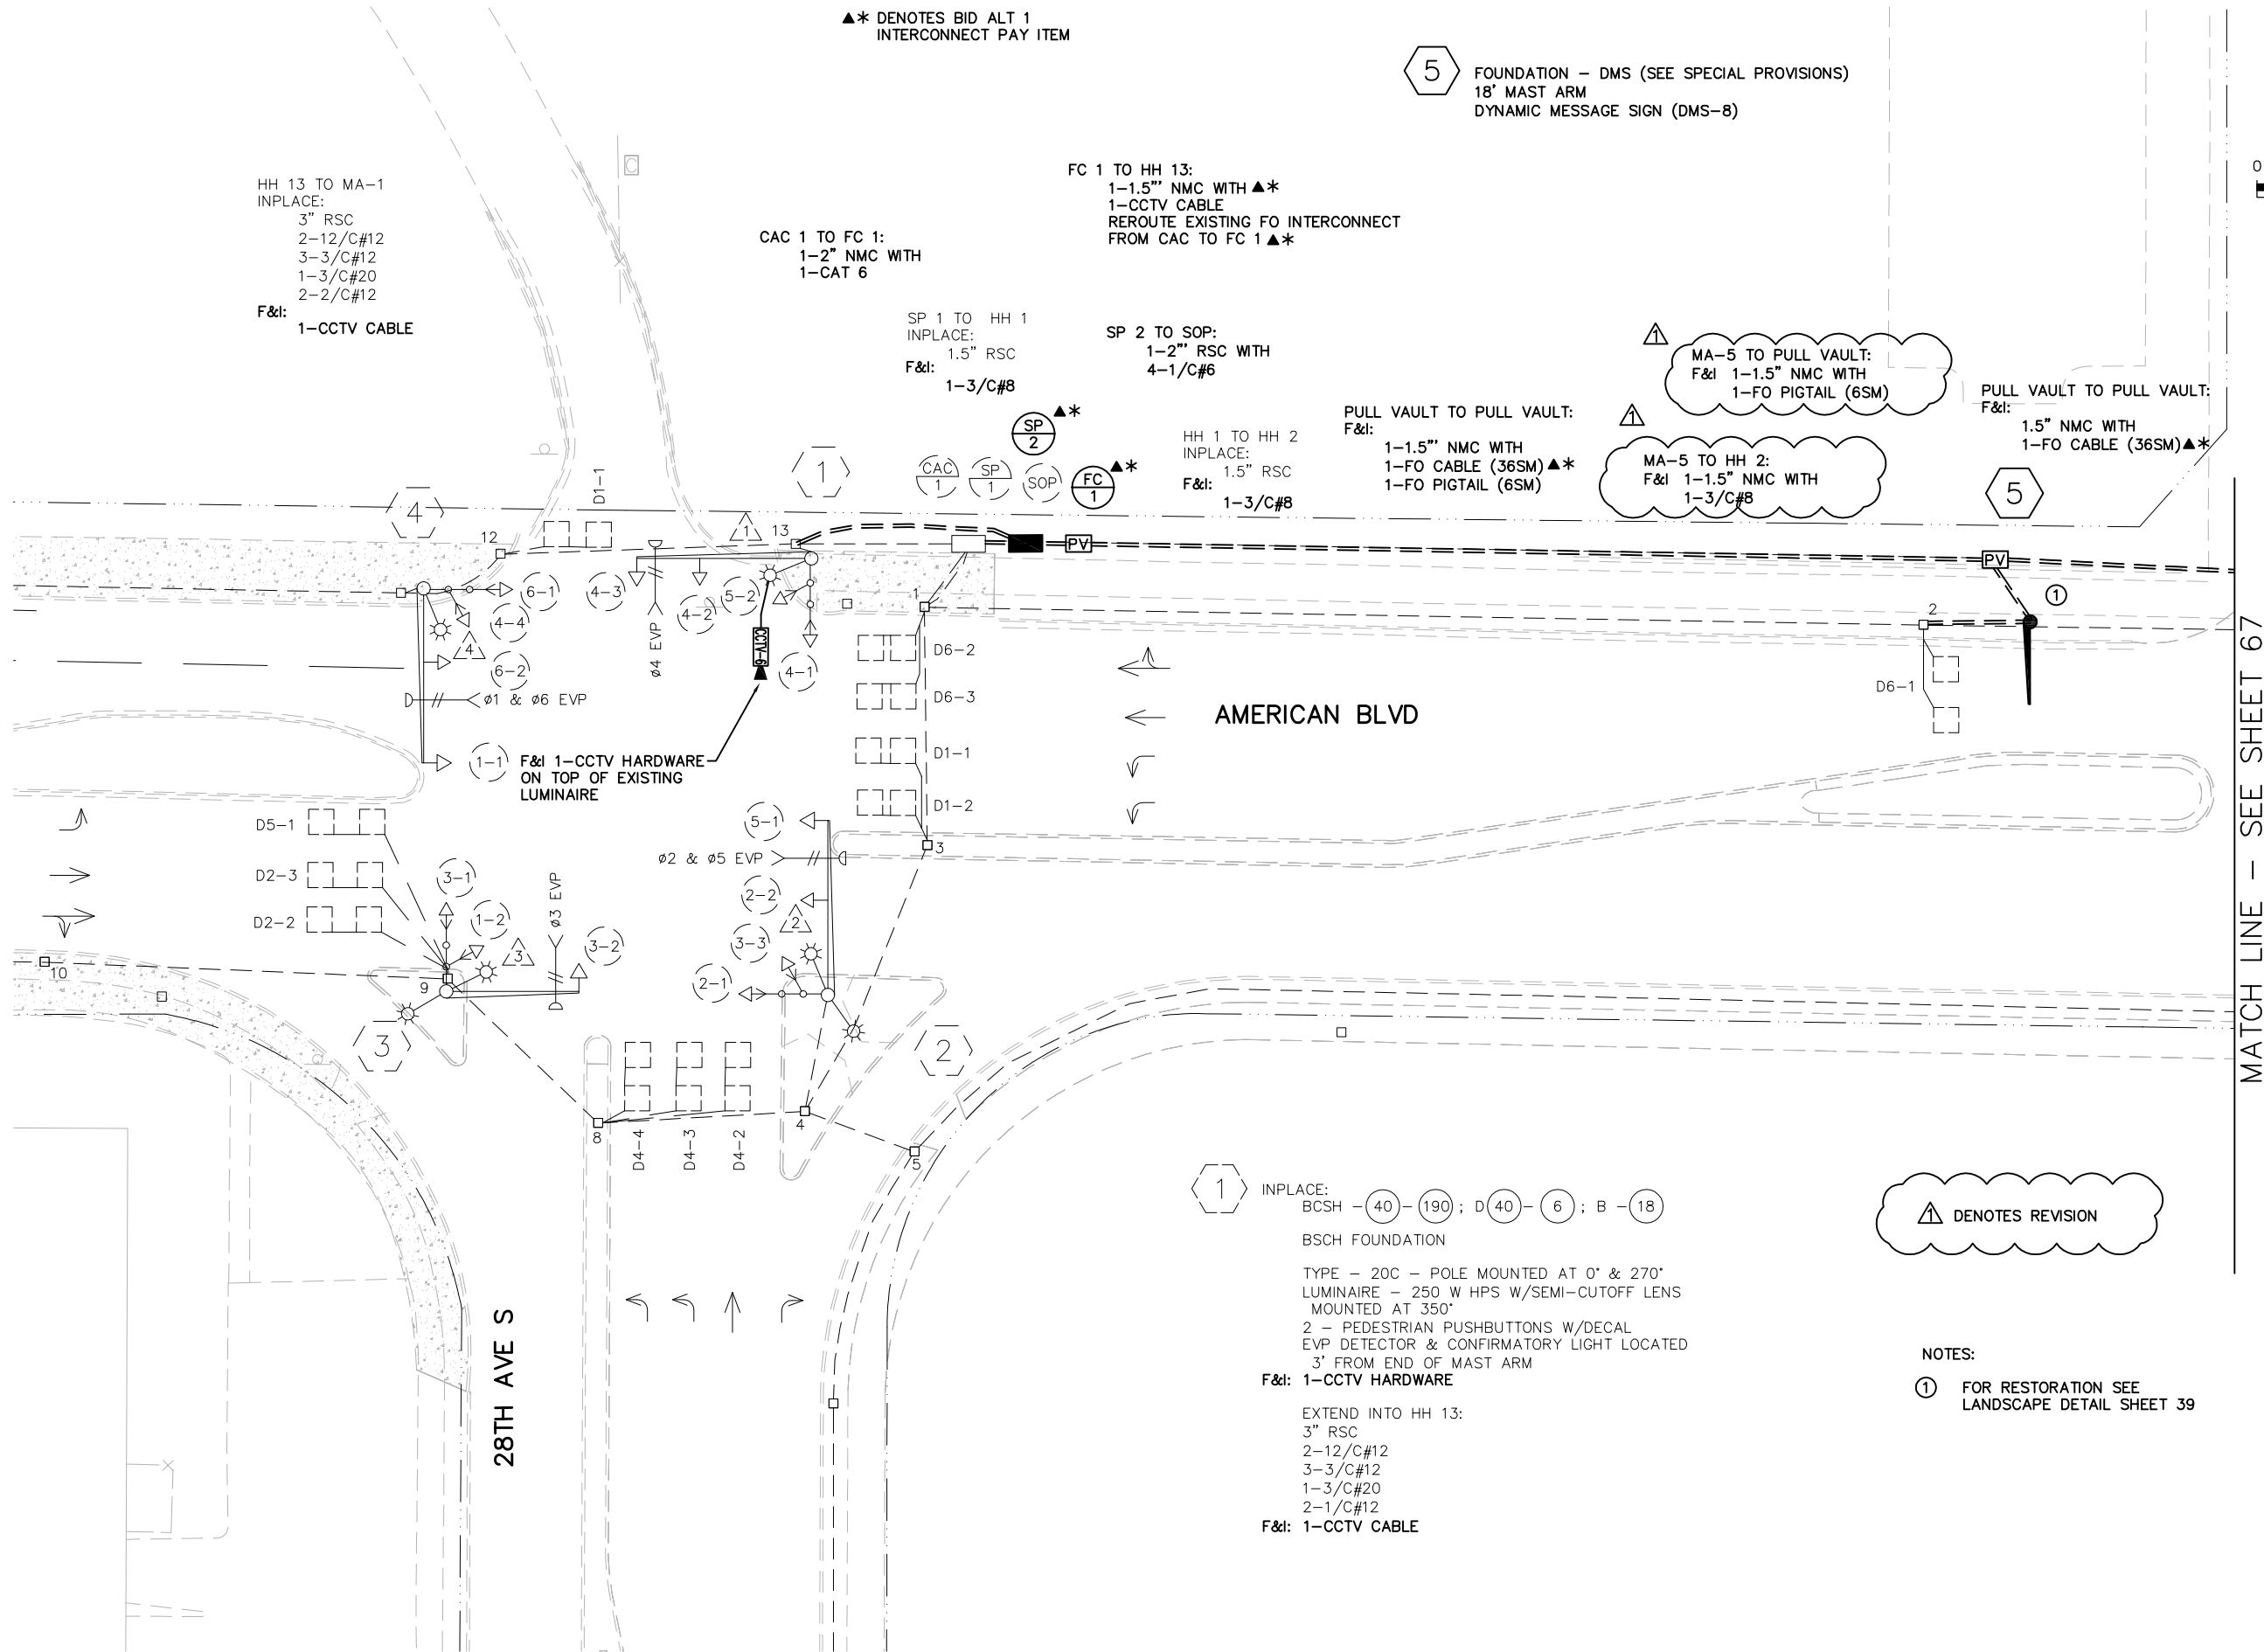 ▲* DENOTES BID ALT 1
INTERCONNECT PAY ITEM
5
FOUNDATION – DMS (SEE SPECIAL PROVISIONS)
18' MAST ARM
DYNAMIC MESSAGE SIGN (DMS-8)
HH 13 TO MA-1
INPLACE:
3" RSC
2-12/C#12
3-3/C#12
1-3/C#20
2-2/C#12
F&I:
1-CCTV CABLE
CAC 1 TO FC 1:
1-2" NMC WITH
1-CAT 6
FC 1 TO HH 13:
1-1.5"' NMC WITH ▲*
1-CCTV CABLE
REROUTE EXISTING FO INTERCONNECT
FROM CAC TO FC 1 ▲*
SP 1 TO HH 1
INPLACE:
1.5" RSC
F&I:
1-3/C#8
SP 2 TO SOP:
1-2"' RSC WITH
4-1/C#6
HH 1 TO HH 2
INPLACE:
1.5" RSC
F&I:
1-3/C#8
PULL VAULT TO PULL VAULT:
F&I:
1-1.5"' NMC WITH
1-FO CABLE (36SM) ▲*
1-FO PIGTAIL (6SM)
1
MA-5 TO PULL VAULT:
F&I 1-1.5" NMC WITH
1-FO PIGTAIL (6SM)
1
MA-5 TO HH 2:
F&I 1-1.5" NMC WITH
1-3/C#8
PULL VAULT TO PULL VAULT:
F&I:
1.5" NMC WITH
1-FO CABLE (36SM) ▲*
0
C
SP
2
▲*
CAC
1
SP
1
SOP
FC
1
▲*
1
4
5
D1-1
12
13
1
PV
PV
1
1
2
6-1
4-4
4
6-2
4-3
4-2
5-2
4-1
ø4 EVP
CCTV-6
ø1 & ø6 EVP
1-1
F&I 1-CCTV HARDWARE
ON TOP OF EXISTING
LUMINAIRE
D6-2
D6-3
D1-1
D1-2
AMERICAN BLVD
D6-1
D5-1
D2-3
D2-2
3-1
1-2
3
ø3 EVP
3-2
5-1
ø2 & ø5 EVP
3
2-2
2
3-3
2-1
10
9
3
2
8
D4-4
D4-3
D4-2
4
5
28TH AVE S
MATCH LINE – SEE SHEET 67
1
INPLACE:
BCSH - 40 - 190 ; D 40 - 6 ; B - 18
BSCH FOUNDATION
TYPE – 20C – POLE MOUNTED AT 0° & 270°
LUMINAIRE – 250 W HPS W/SEMI-CUTOFF LENS
MOUNTED AT 350°
2 – PEDESTRIAN PUSHBUTTONS W/DECAL
EVP DETECTOR & CONFIRMATORY LIGHT LOCATED
3' FROM END OF MAST ARM
F&I: 1-CCTV HARDWARE
EXTEND INTO HH 13:
3" RSC
2-12/C#12
3-3/C#12
1-3/C#20
2-1/C#12
F&I: 1-CCTV CABLE
1 DENOTES REVISION
NOTES:
1 FOR RESTORATION SEE
LANDSCAPE DETAIL SHEET 39